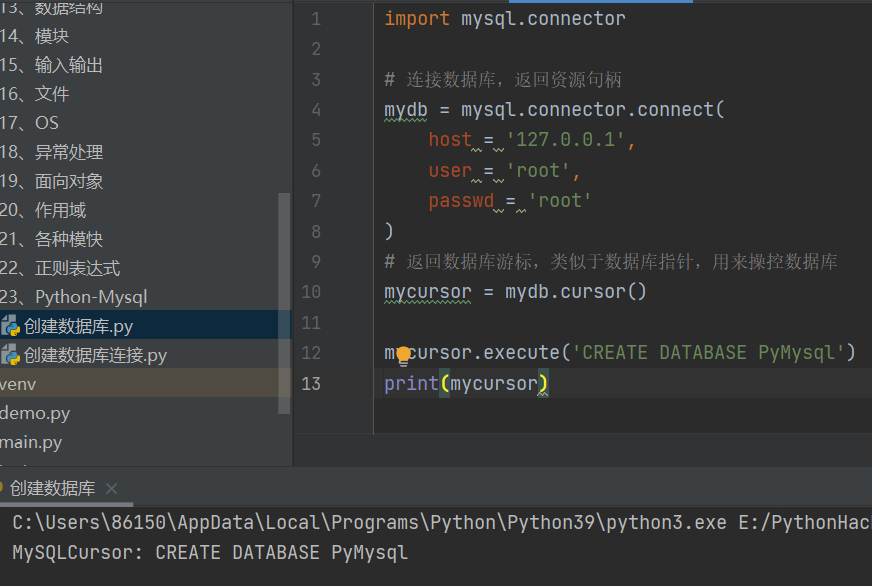 13、数据结构
14、模块
15、输入输出
16、文件
17、OS
18、异常处理
19、面向对象
20、作用域
21、各种模快
22、正则表达式
23、Python-Mysql
创建数据库.py
创建数据库连接.py
venv
demo.py
main.py
1 import mysql.connector
2
3 # 连接数据库，返回资源句柄
4 mydb = mysql.connector.connect(
5 host = '127.0.0.1',
6 user = 'root',
7 passwd = 'root'
8 )
9 # 返回数据库游标，类似于数据库指针，用来操控数据库
10 mycursor = mydb.cursor()
11
12 mycursor.execute('CREATE DATABASE PyMysql')
13 print(mycursor)
创建数据库
C:\Users\86150\AppData\Local\Programs\Python\Python39\python3.exe E:/PythonHac
MySQLCursor: CREATE DATABASE PyMysql